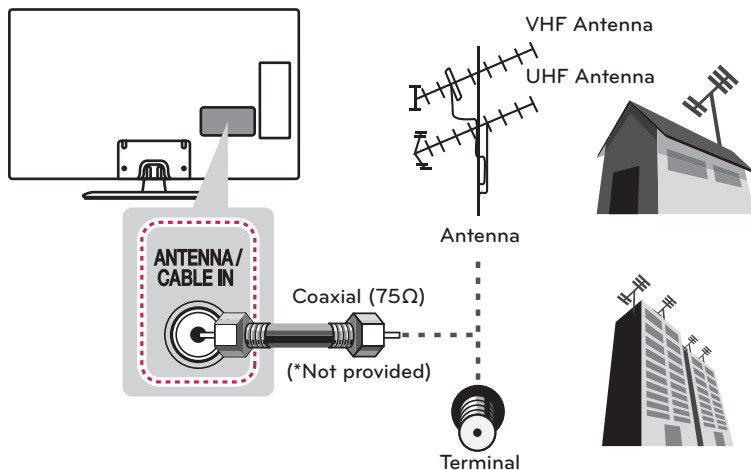 VHF Antenna
UHF Antenna
Antenna
ANTENNA /
CABLE IN
Coaxial (75Ω)
(*Not provided)
Terminal